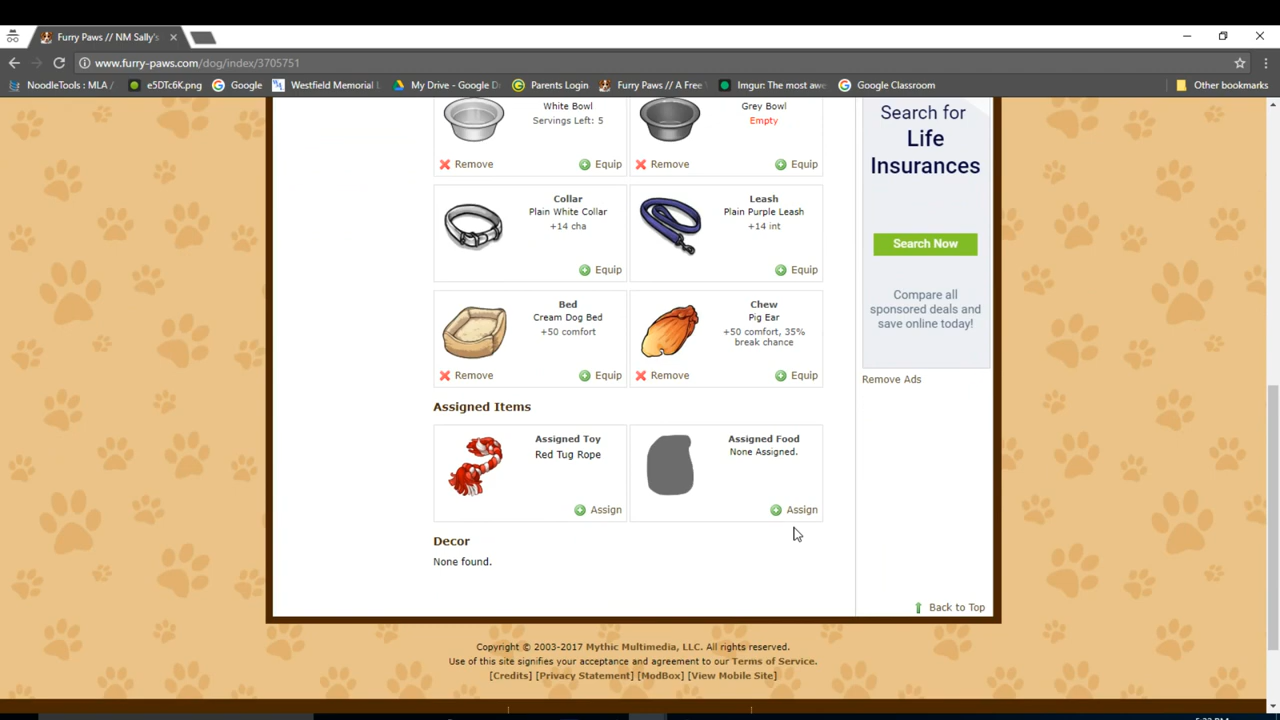 Furry Paws // NM Sally's
www.furry-paws.com/dog/index/3705751
NoodleTools : MLA / e5DTc6K.png Google Westfield Memorial L My Drive - Google D Parents Login Furry Paws // A Free Imgur: The most awe Google Classroom Other bookmarks
White Bowl
Servings Left: 5
Remove Equip
Grey Bowl
Empty
Remove Equip
Collar
Plain White Collar
+14 cha
Equip
Leash
Plain Purple Leash
+14 int
Equip
Bed
Cream Dog Bed
+50 comfort
Remove Equip
Chew
Pig Ear
+50 comfort, 35%
break chance
Remove Equip
Assigned Items
Assigned Toy
Red Tug Rope
Assign
Assigned Food
None Assigned.
Assign
Decor
None found.
Search for
Life
Insurances
Search Now
Compare all
sponsored deals and
save online today!
Remove Ads
Back to Top
Copyright © 2003-2017 Mythic Multimedia, LLC. All rights reserved.
Use of this site signifies your acceptance and agreement to our Terms of Service.
[Credits] [Privacy Statement] [ModBox] [View Mobile Site]